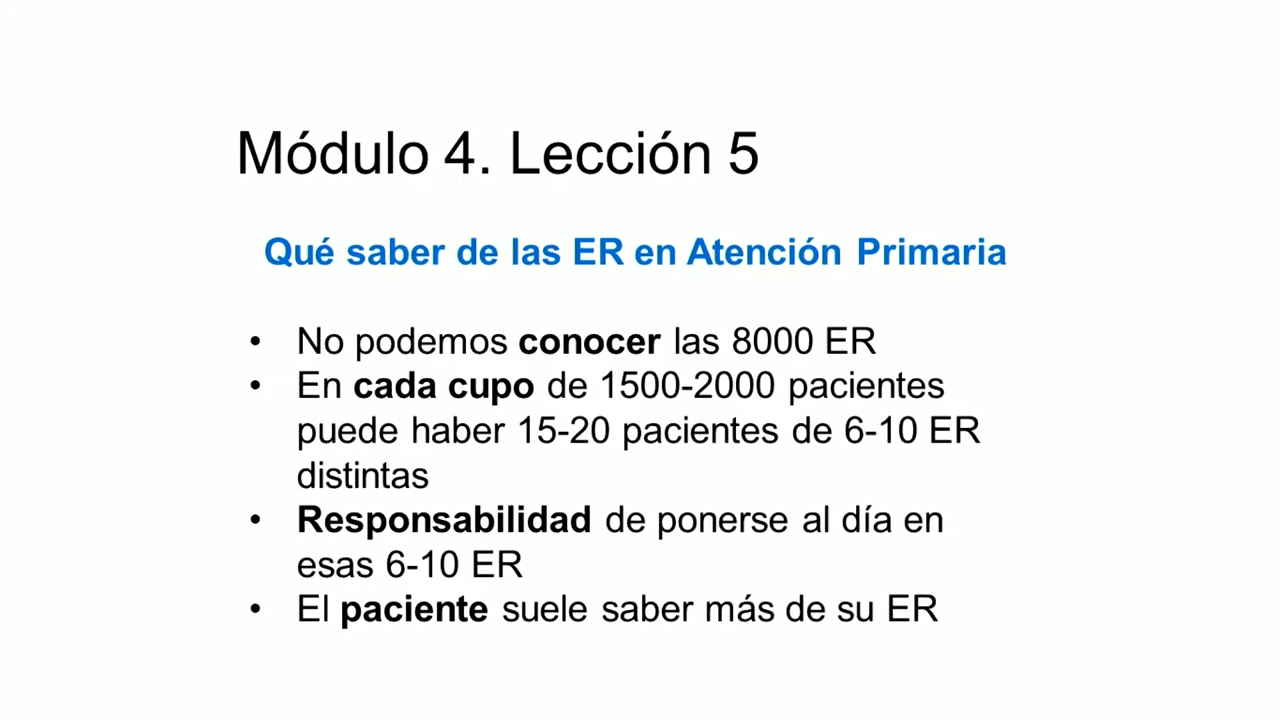 Módulo 4. Lección 5
Qué saber de las ER en Atención Primaria
• No podemos conocer las 8000 ER
• En cada cupo de 1500-2000 pacientes
puede haber 15-20 pacientes de 6-10 ER
distintas
• Responsabilidad de ponerse al día en
esas 6-10 ER
• El paciente suele saber más de su ER